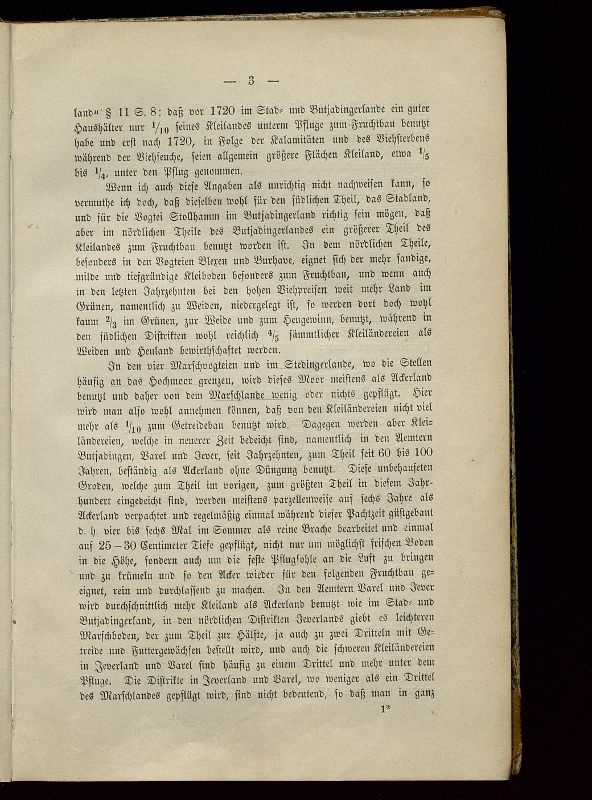 — 3 —
land“ § 11 S. 8: daß vor 1720 im Stad- und Butjadingerlande ein guter
Haushälter nur 1/10 seines Kleilandes unterm Pfluge zum Fruchtbau benutzt
habe und erst nach 1720, in Folge der Kalamitäten und des Viehsterbens
während der Viehseuche, seien allgemein größere Flächen Kleiland, etwa 1/5
bis 1/4, unter den Pflug genommen.
Wenn ich auch diese Angaben als unrichtig nicht nachweisen kann, so
vermuthe ich doch, daß dieselben wohl für den südlichen Theil, das Stadland,
und für die Vogtei Stollhamm im Butjadingerland richtig sein mögen, daß
aber im nördlichen Theile des Butjadingerlandes ein größerer Theil des
Kleilandes zum Fruchtbau benutzt worden ist. In dem nördlichen Theile,
besonders in den Vogteien Blexen und Burhave, eignet sich der mehr sandige,
milde und tiefgründige Kleiboden besonders zum Fruchtbau, und wenn auch
in den letzten Jahrzehnten bei den hohen Viehpreisen weit mehr Land im
Grünen, namentlich zu Weiden, niedergelegt ist, so werden dort doch wohl
kaum 2/3 im Grünen, zur Weide und zum Heugewinn, benutzt, während in
den südlichen Distrikten wohl reichlich 4/5 sämmtlicher Kleiländereien als
Weiden und Heuland bewirthschaftet werden.
In den vier Marschvogteien und im Stedingerlande, wo die Stellen
häufig an das Hochmoor grenzen, wird dieses Moor meistens als Ackerland
benutzt und daher von dem Marschlande wenig oder nichts gepflügt. Hier
wird man also wohl annehmen können, daß von den Kleiländereien nicht viel
mehr als 1/10 zum Getreidebau benutzt wird. Dagegen werden aber Klei-
ländereien, welche in neuerer Zeit bedeicht sind, namentlich in den Aemtern
Butjadingen, Varel und Jever, seit Jahrzehnten, zum Theil seit 60 bis 100
Jahren, beständig als Ackerland ohne Düngung benutzt. Diese unbehauseten
Groden, welche zum Theil im vorigen, zum größten Theil in diesem Jahr-
hundert eingedeicht sind, werden meistens parzellenweise auf sechs Jahre als
Ackerland verpachtet und regelmäßig einmal während dieser Pachtzeit güstgebaut
d. h. vier bis sechs Mal im Sommer als reine Brache bearbeitet und einmal
auf 25—30 Centimeter Tiefe gepflügt, nicht nur um möglichst frischen Boden
in die Höhe, sondern auch um die feste Pflugsohle an die Luft zu bringen
und zu krümeln und so den Acker wieder für den folgenden Fruchtbau ge-
eignet, rein und durchlassend zu machen. In den Aemtern Varel und Jever
wird durchschnittlich mehr Kleiland als Ackerland benutzt wie im Stad- und
Butjadingerland, in den nördlichen Distrikten Jeverlands giebt es leichteren
Marschboden, der zum Theil zur Hälfte, ja auch zu zwei Dritteln mit Ge-
treide und Futtergewächsen bestellt wird, und auch die schweren Kleiländereien
in Jeverland und Varel sind häufig zu einem Drittel und mehr unter dem
Pfluge. Die Distrikte in Jeverland und Varel, wo weniger als ein Drittel
des Marschlandes gepflügt wird, sind nicht bedeutend, so daß man in ganz
1*